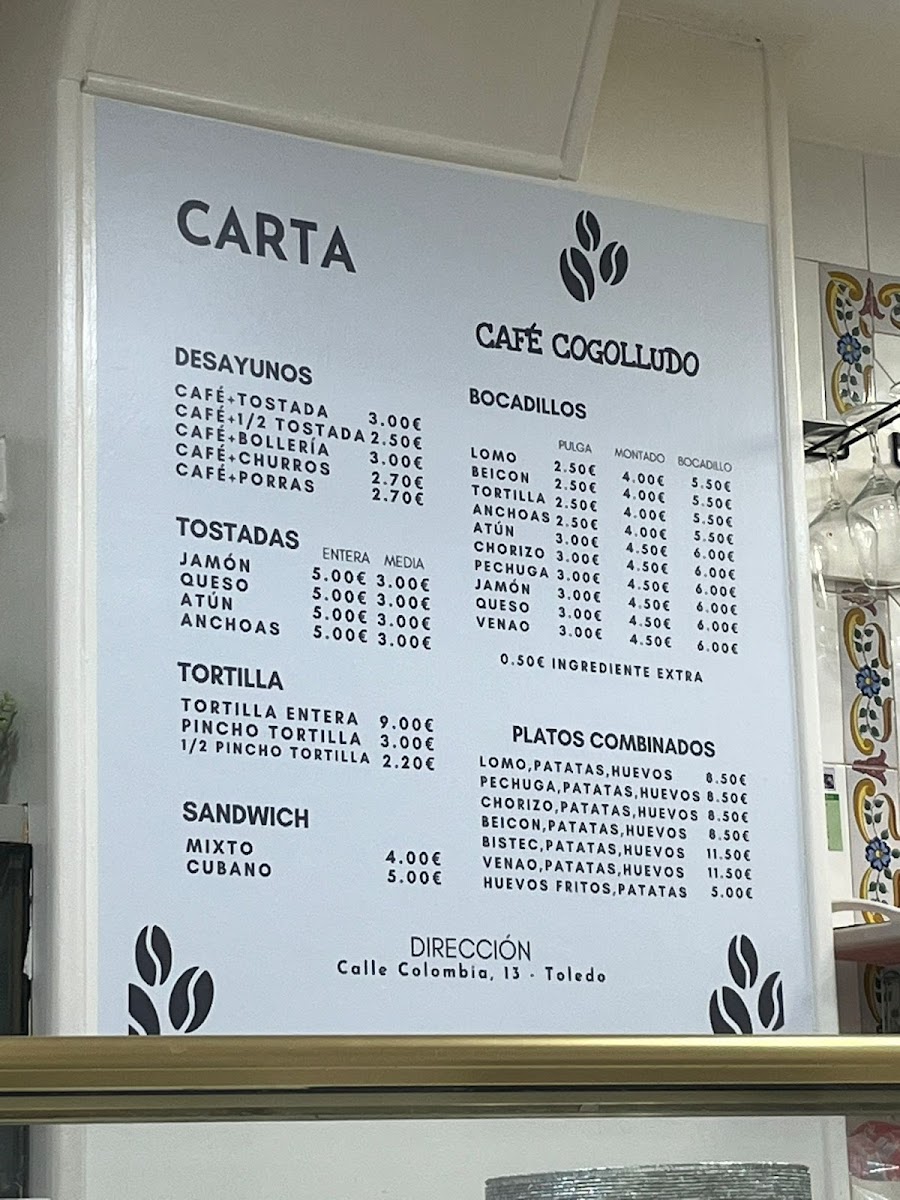 CARTA
CAFÉ COGOLLUDO
DESAYUNOS
CAFÉ+TOSTADA 3.00€
CAFÉ+1/2 TOSTADA 2.50€
CAFÉ+BOLLERÍA 3.00€
CAFÉ+CHURROS 2.70€
CAFÉ+PORRAS 2.70€
TOSTADAS ENTERA MEDIA
JAMÓN 5.00€ 3.00€
QUESO 5.00€ 3.00€
ATÚN 5.00€ 3.00€
ANCHOAS 5.00€ 3.00€
TORTILLA
TORTILLA ENTERA 9.00€
PINCHO TORTILLA 3.00€
1/2 PINCHO TORTILLA 2.20€
SANDWICH
MIXTO 4.00€
CUBANO 5.00€
BOCADILLOS
PULGA MONTADO BOCADILLO
LOMO 2.50€ 4.00€ 5.50€
BEICON 2.50€ 4.00€ 5.50€
TORTILLA 2.50€ 4.00€ 5.50€
ANCHOAS 2.50€ 4.00€ 5.50€
ATÚN 3.00€ 4.50€ 6.00€
CHORIZO 3.00€ 4.50€ 6.00€
PECHUGA 3.00€ 4.50€ 6.00€
JAMÓN 3.00€ 4.50€ 6.00€
QUESO 3.00€ 4.50€ 6.00€
VENAO 3.00€ 4.50€ 6.00€
0.50€ INGREDIENTE EXTRA
PLATOS COMBINADOS
LOMO,PATATAS,HUEVOS 8.50€
PECHUGA,PATATAS,HUEVOS 8.50€
CHORIZO,PATATAS,HUEVOS 8.50€
BEICON,PATATAS,HUEVOS 8.50€
BISTEC,PATATAS,HUEVOS 11.50€
VENAO,PATATAS,HUEVOS 11.50€
HUEVOS FRITOS,PATATAS 5.00€
DIRECCIÓN
Calle Colombia, 13 - Toledo